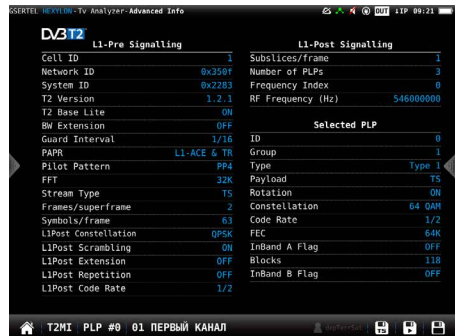 GSERTEL HEXYLON-Tv Analyzer-Advanced Info OUT IP 09:21
DVB T2
L1-Pre Signalling
Cell ID 1
Network ID 0x350f
System ID 0x2283
T2 Version 1.2.1
T2 Base Lite ON
BW Extension OFF
Guard Interval 1/16
PAPR L1-ACE & TR
Pilot Pattern PP4
FFT 32K
Stream Type TS
Frames/superframe 2
Symbols/frame 63
L1Post Constellation QPSK
L1Post Scrambling ON
L1Post Extension OFF
L1Post Repetition OFF
L1Post Code Rate 1/2
L1-Post Signalling
Subslices/frame 1
Number of PLPs 3
Frequency Index 0
RF Frequency (Hz) 546000000
Selected PLP
ID 0
Group 1
Type Type 1
Payload TS
Rotation ON
Constellation 64 QAM
Code Rate 1/2
FEC 64K
InBand A Flag OFF
Blocks 118
InBand B Flag OFF
T2MI PLP #0 01 ПЕРВЫЙ КАНАЛ
TS